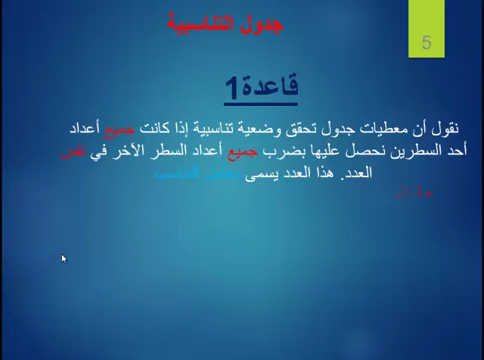 جدول التناسبية
5
قاعدة1
نقول أن معطيات جدول تحقق وضعية تناسبية إذا كانت جميع أعداد
أحد السطرين نحصل عليها بضرب جميع أعداد السطر الآخر في نفس
العدد. هذا العدد يسمى معامل التناسب